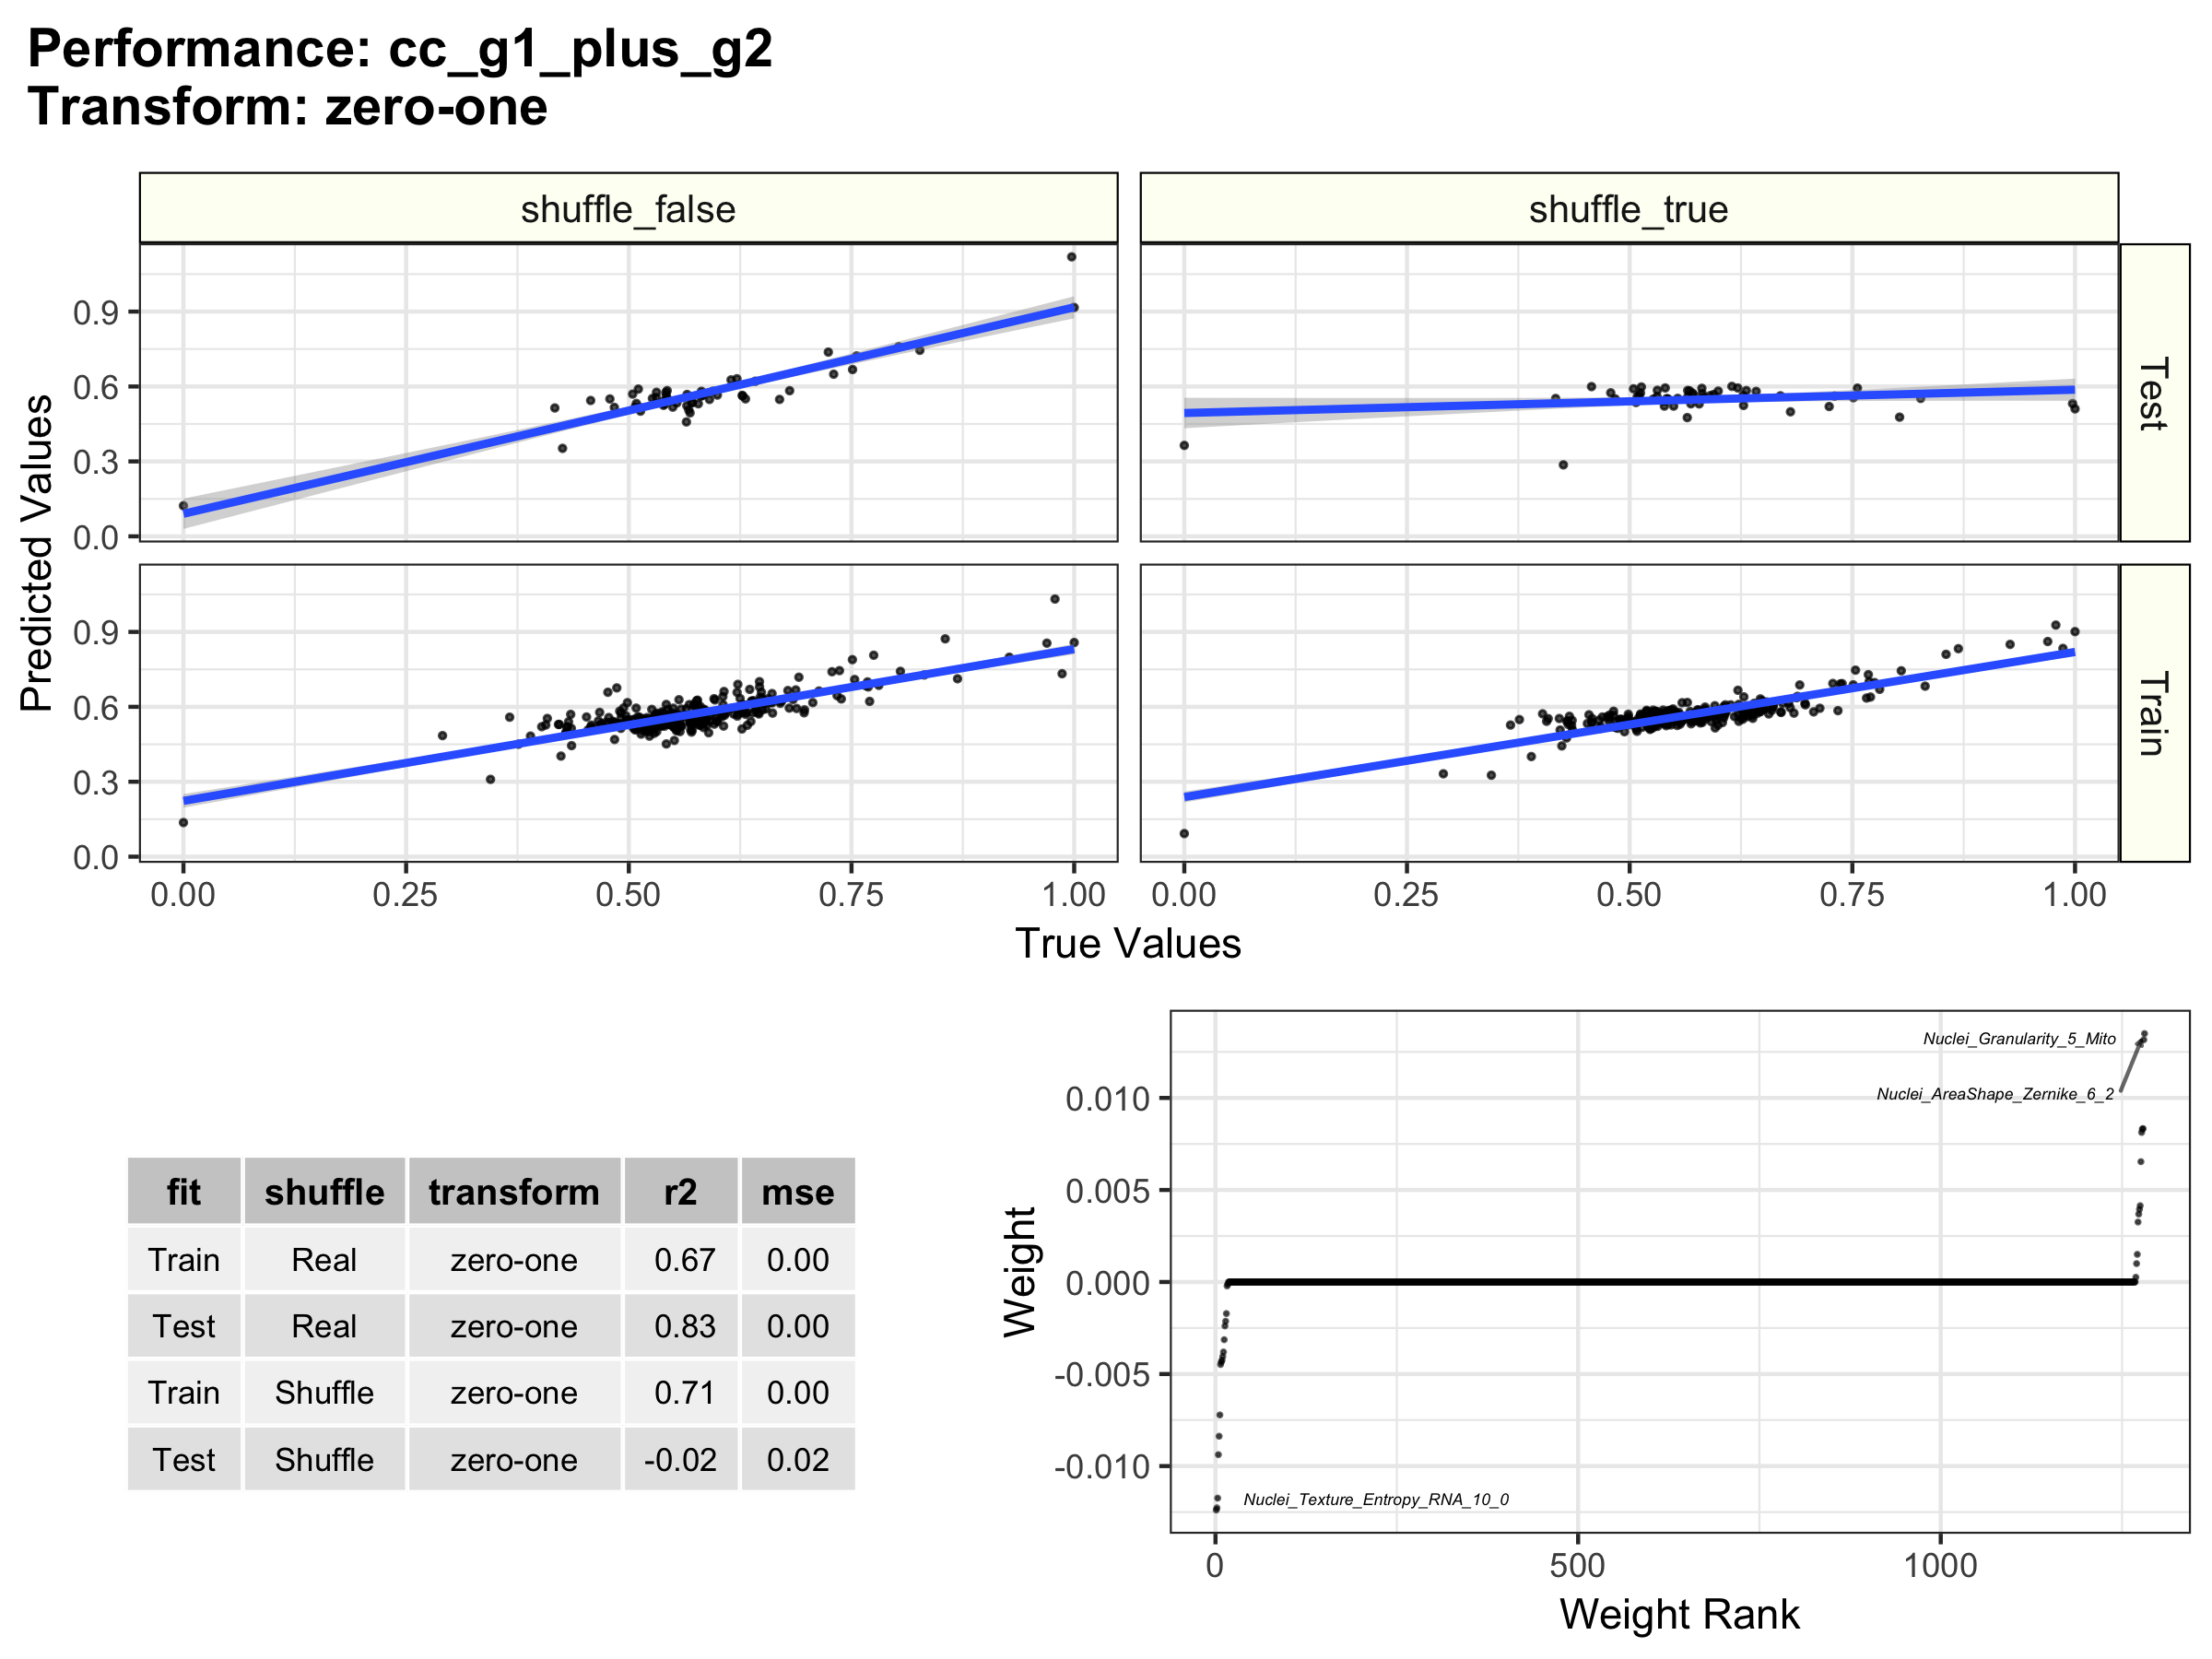 Performance: cc_g1_plus_g2
Transform: zero-one
shuffle_false
shuffle_true
Predicted Values
0.9
0.6
0.3
0.0
Test
0.9
0.6
0.3
0.0
Train
0.00 0.25 0.50 0.75 1.00
0.00 0.25 0.50 0.75 1.00
True Values
fit shuffle transform r2 mse
Train Real zero-one 0.67 0.00
Test Real zero-one 0.83 0.00
Train Shuffle zero-one 0.71 0.00
Test Shuffle zero-one -0.02 0.02
Weight
0.010
0.005
0.000
-0.005
-0.010
Nuclei_Granularity_5_Mito
Nuclei_AreaShape_Zernike_6_2
Nuclei_Texture_Entropy_RNA_10_0
0 500 1000
Weight Rank